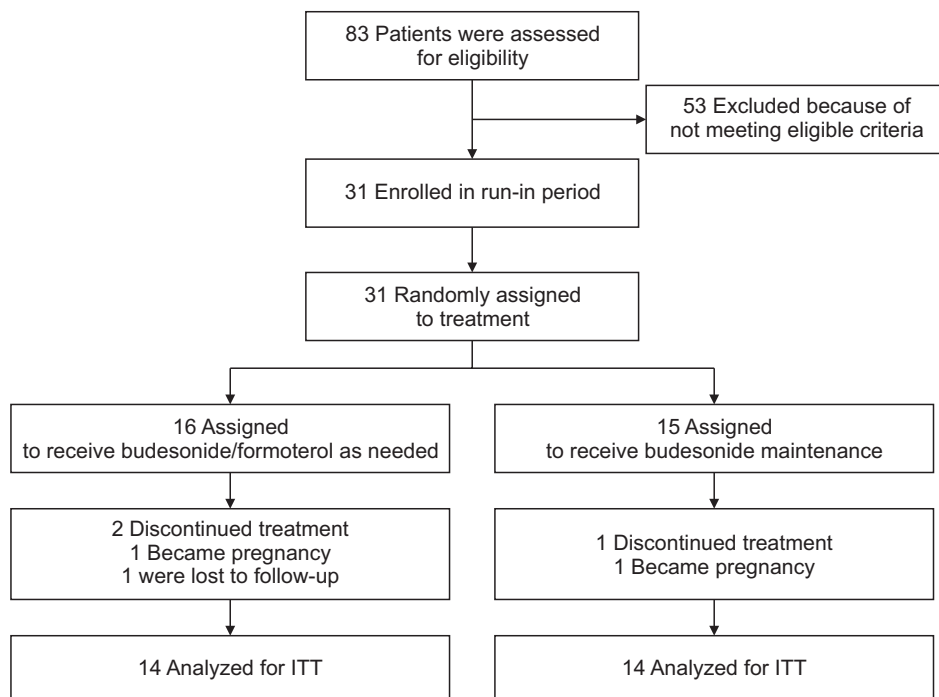 83 Patients were assessed
for eligibility
53 Excluded because of
not meeting eligible criteria
31 Enrolled in run-in period
31 Randomly assigned
to treatment
16 Assigned
to receive budesonide/formoterol as needed
15 Assigned
to receive budesonide maintenance
2 Discontinued treatment
1 Became pregnancy
1 were lost to follow-up
1 Discontinued treatment
1 Became pregnancy
14 Analyzed for ITT
14 Analyzed for ITT